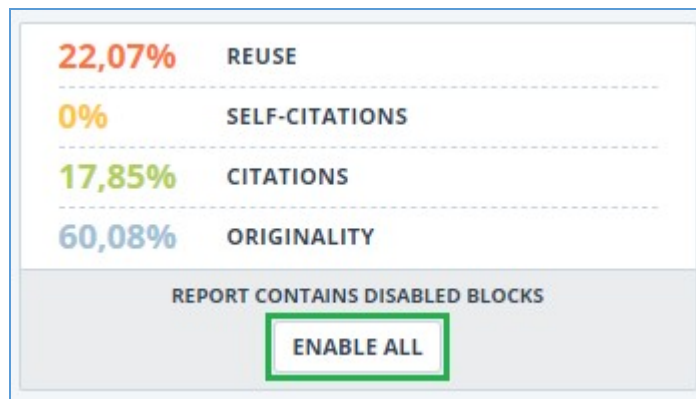 22,07% REUSE
0% SELF-CITATIONS
17,85% CITATIONS
60,08% ORIGINALITY
REPORT CONTAINS DISABLED BLOCKS
ENABLE ALL